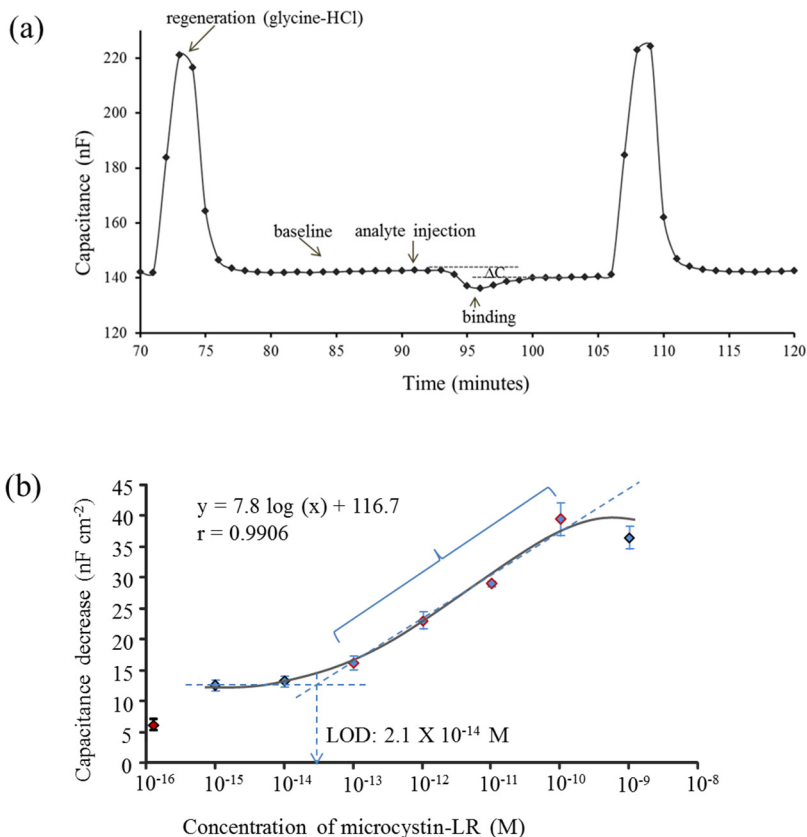 (a)
regeneration (glycine-HCl)
Capacitance (nF)
220
200
180
160
140
120
baseline
analyte injection
ΔC
binding
70 75 80 85 90 95 100 105 110 115 120
Time (minutes)
(b)
Capacitance decrease (nF cm-2)
45
40
35
30
25
20
15
10
5
0
y = 7.8 log (x) + 116.7
r = 0.9906
LOD: 2.1 X 10-14 M
10-16 10-15 10-14 10-13 10-12 10-11 10-10 10-9 10-8
Concentration of microcystin-LR (M)